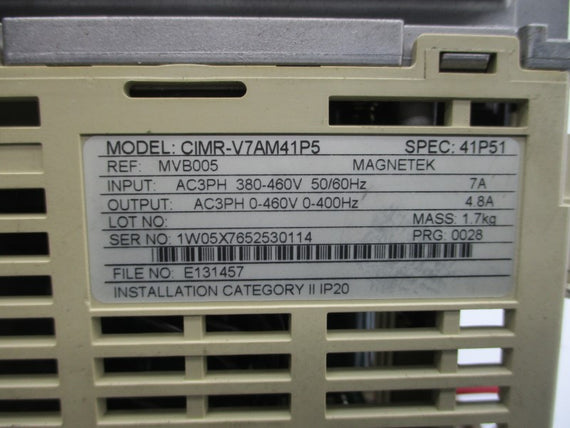 MODEL: CIMR-V7AM41P5 SPEC: 41P51
REF: MVB005 MAGNETEK
INPUT: AC3PH 380-460V 50/60Hz 7A
OUTPUT: AC3PH 0-460V 0-400Hz 4.8A
LOT NO: MASS: 1.7kg
SER NO: 1W05X7652530114 PRG: 0028
FILE NO: E131457
INSTALLATION CATEGORY II IP20